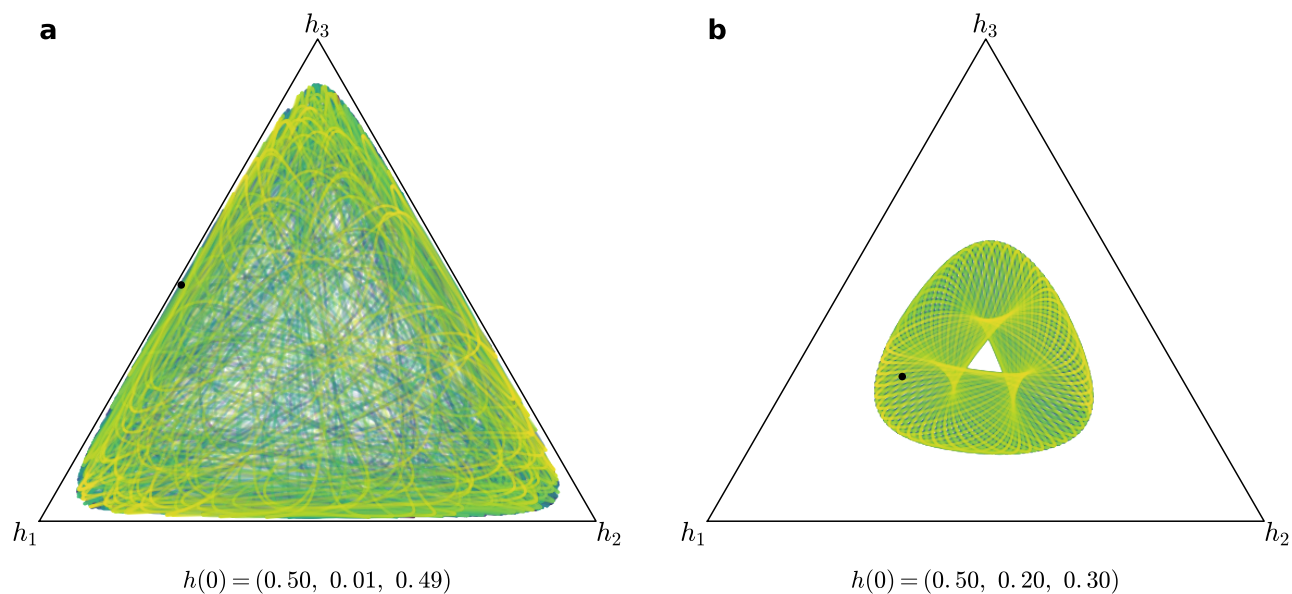 a
h₃
h₁
h₂
h(0) = (0.50, 0.01, 0.49)
b
h₃
h₁
h₂
h(0) = (0.50, 0.20, 0.30)